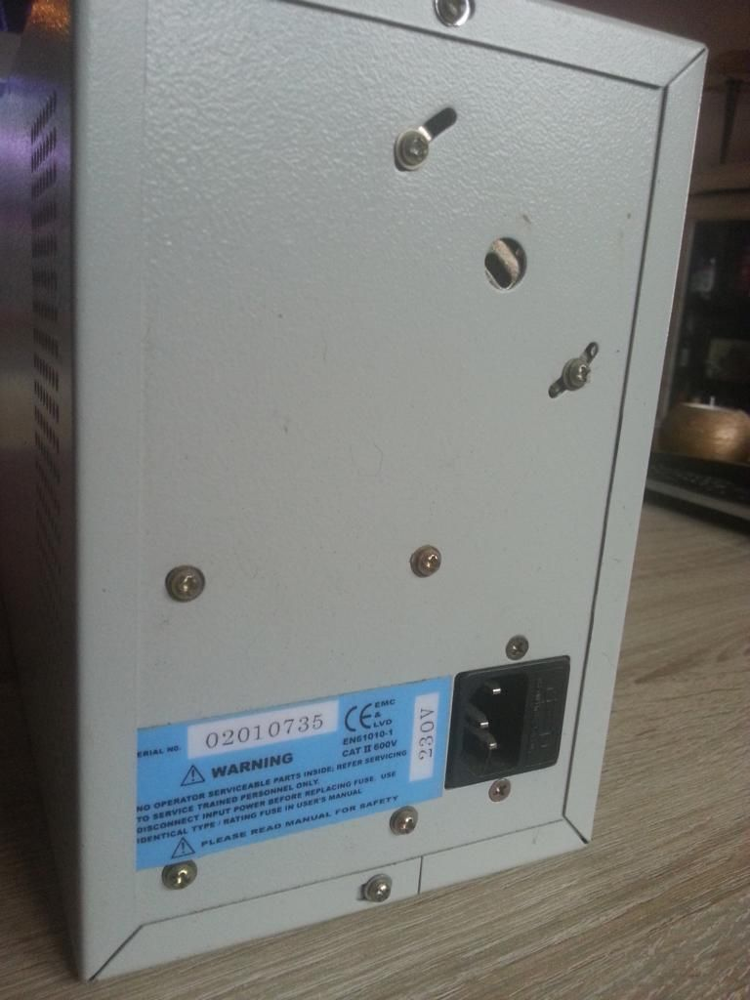 ERIAL NO. 02010735
CE EMC
&
LVD
EN61010-1
CAT II 600V
230V
WARNING
NO OPERATOR SERVICEABLE PARTS INSIDE; REFER SERVICING
TO SERVICE TRAINED PERSONNEL ONLY.
DISCONNECT INPUT POWER BEFORE REPLACING FUSE. USE
IDENTICAL TYPE / RATING FUSE IN USER'S MANUAL
PLEASE READ MANUAL FOR SAFETY